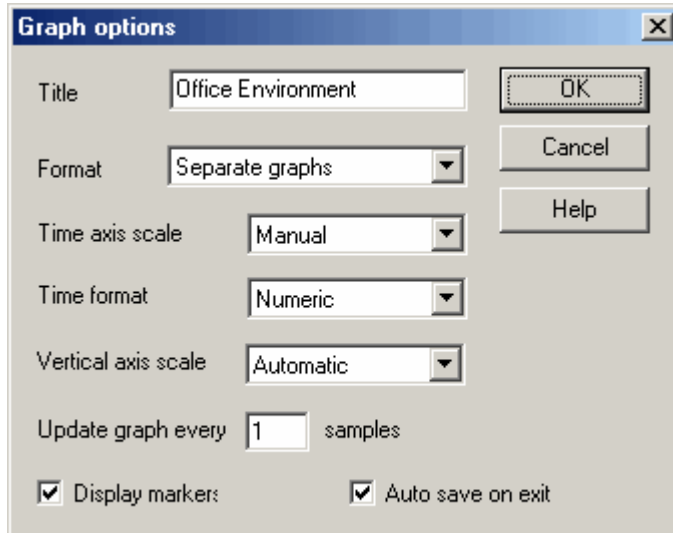 Graph options
Title
Office Environment
OK
Format
Separate graphs
Cancel
Help
Time axis scale
Manual
Time format
Numeric
Vertical axis scale
Automatic
Update graph every
1
samples
Display markers
Auto save on exit